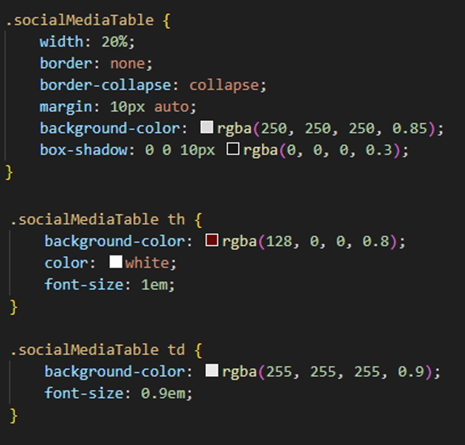 .socialMediaTable {
width: 20%;
border: none;
border-collapse: collapse;
margin: 10px auto;
background-color: rgba(250, 250, 250, 0.85);
box-shadow: 0 0 10px rgba(0, 0, 0, 0.3);
}
.socialMediaTable th {
background-color: rgba(128, 0, 0, 0.8);
color: white;
font-size: 1em;
}
.socialMediaTable td {
background-color: rgba(255, 255, 255, 0.9);
font-size: 0.9em;
}